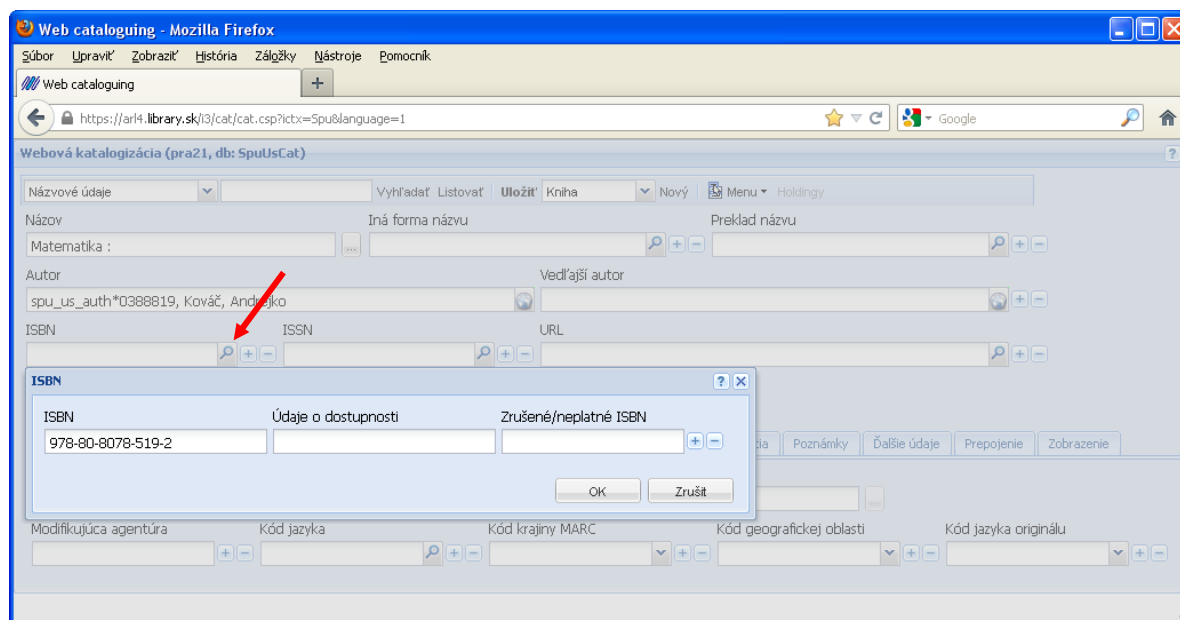 Web cataloguing - Mozilla Firefox
Súbor Upraviť Zobraziť História Záložky Nástroje Pomocník
Web cataloguing
https://arl4.library.sk/i3/cat/cat.csp?ictx=Spu&language=1 Google
Webová katalogizácia (pra21, db: SpuUsCat) ?
Názvové údaje Vyhľadať Listovať Uložiť Kniha Nový Menu Holdingy
Názov Iná forma názvu Preklad názvu
Matematika : ...
Autor Vedľajší autor
spu_us_auth*0388819, Kováč, Andrejko
ISBN ISSN URL
ISBN ?
ISBN Údaje o dostupnosti Zrušené/neplatné ISBN
978-80-8078-519-2
Poznámky Ďalšie údaje Prepojenie Zobrazenie
OK Zrušiť
...
Modifikujúca agentúra Kód jazyka Kód krajiny MARC Kód geografickej oblasti Kód jazyka originálu